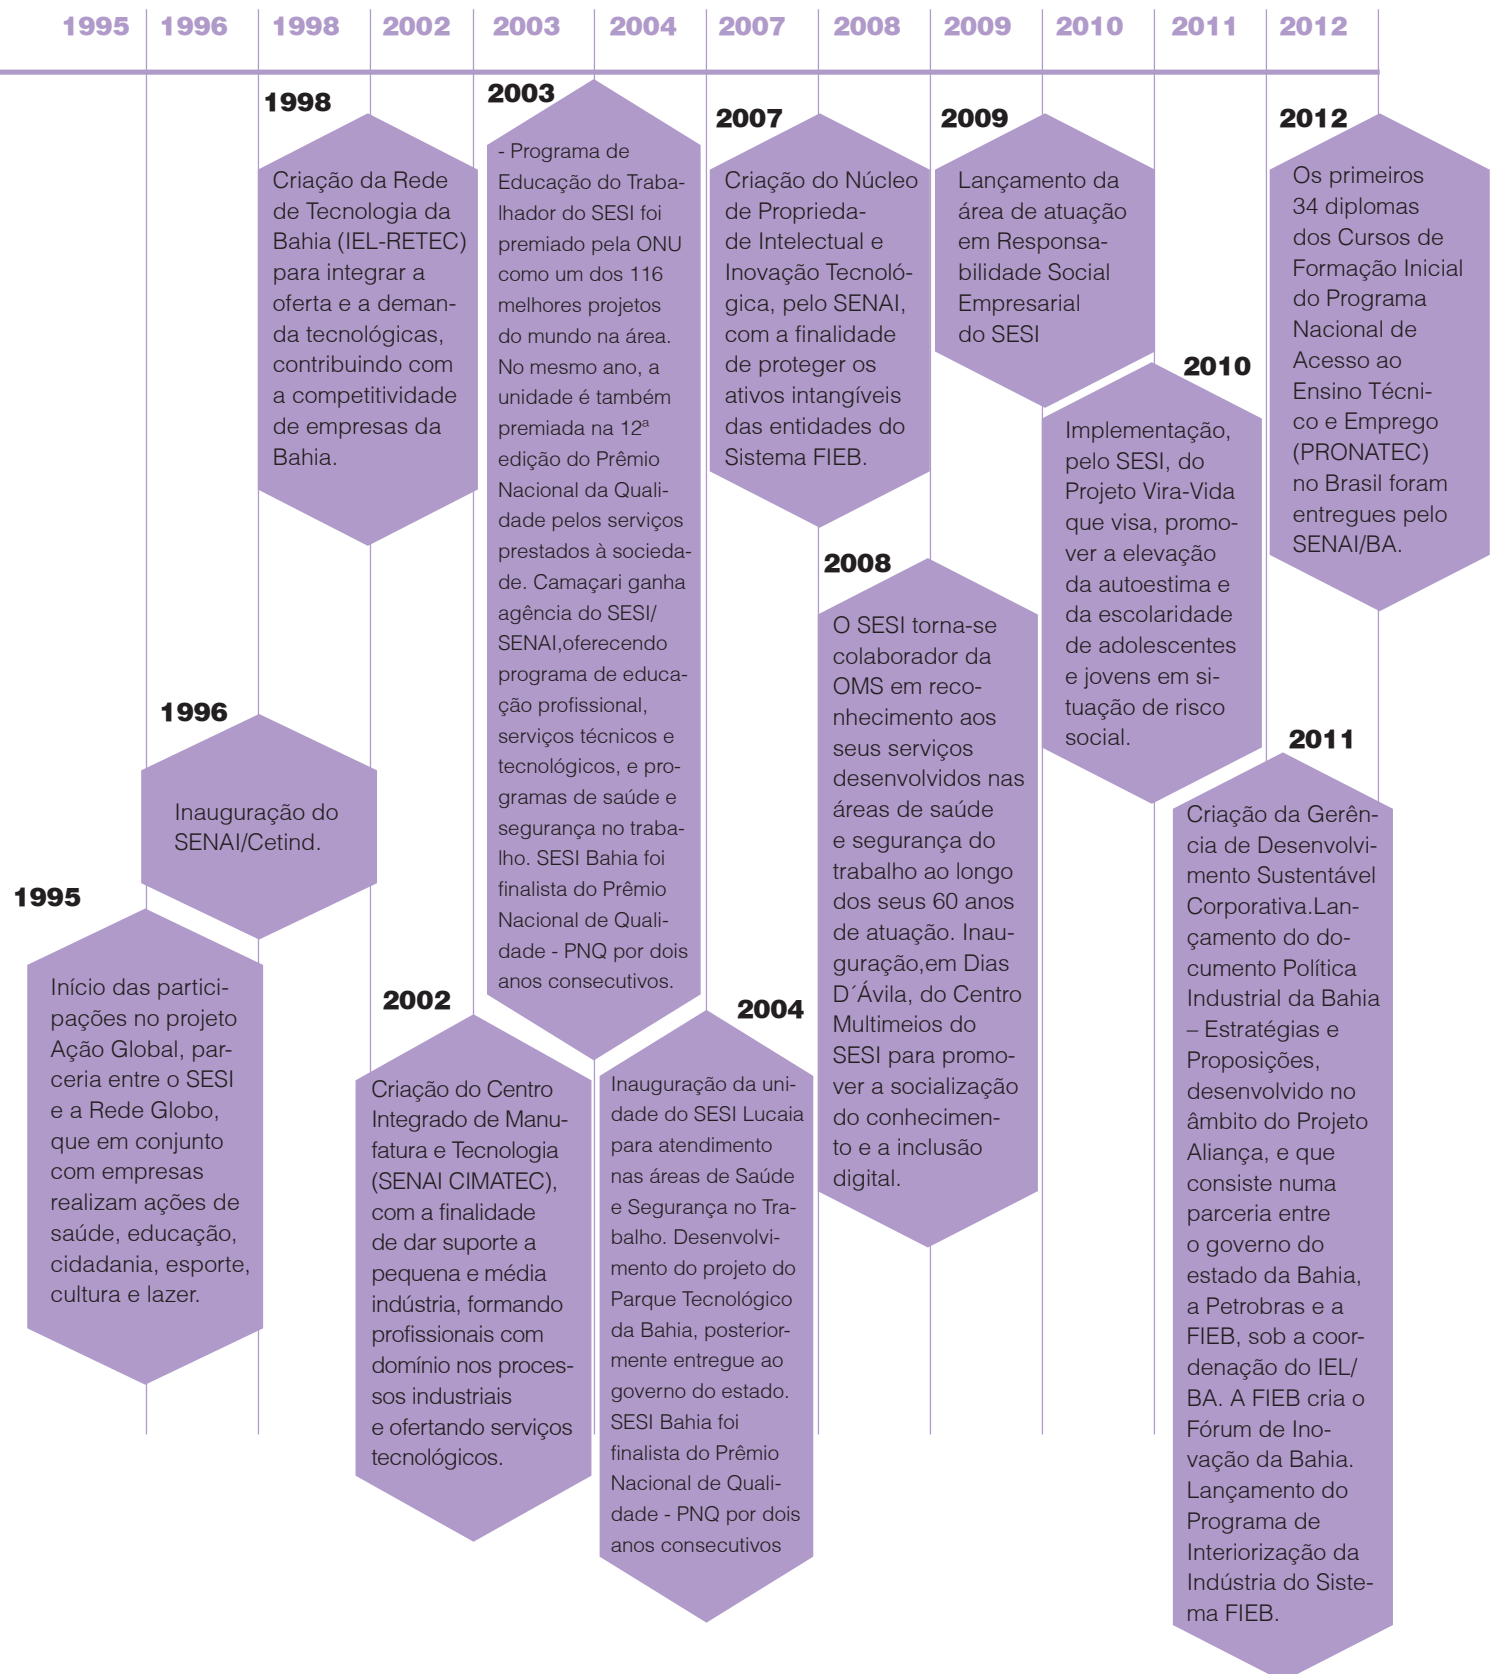 1995 1996 1998 2002 2003 2004 2007 2008 2009 2010 2011 2012
1995
Início das partici-
pações no projeto
Ação Global, par-
ceria entre o SESI
e a Rede Globo,
que em conjunto
com empresas
realizam ações de
saúde, educação,
cidadania, esporte,
cultura e lazer.
1996
Inauguração do
SENAI/Cetind.
1998
Criação da Rede
de Tecnologia da
Bahia (IEL-RETEC)
para integrar a
oferta e a deman-
da tecnológicas,
contribuindo com
a competitividade
de empresas da
Bahia.
2002
Criação do Centro
Integrado de Manu-
fatura e Tecnologia
(SENAI CIMATEC),
com a finalidade
de dar suporte a
pequena e média
indústria, formando
profissionais com
domínio nos proces-
sos industriais
e ofertando serviços
tecnológicos.
2003
- Programa de
Educação do Traba-
lhador do SESI foi
premiado pela ONU
como um dos 116
melhores projetos
do mundo na área.
No mesmo ano, a
unidade é também
premiada na 12ª
edição do Prêmio
Nacional da Quali-
dade pelos serviços
prestados à socieda-
de. Camaçari ganha
agência do SESI/
SENAI,oferecendo
programa de educa-
ção profissional,
serviços técnicos e
tecnológicos, e pro-
gramas de saúde e
segurança no traba-
lho. SESI Bahia foi
finalista do Prêmio
Nacional de Quali-
dade - PNQ por dois
anos consecutivos.
2004
Inauguração da uni-
dade do SESI Lucaia
para atendimento
nas áreas de Saúde
e Segurança no Tra-
balho. Desenvolvi-
mento do projeto do
Parque Tecnológico
da Bahia, posterior-
mente entregue ao
governo do estado.
SESI Bahia foi
finalista do Prêmio
Nacional de Quali-
dade - PNQ por dois
anos consecutivos
2007
Criação do Núcleo
de Proprieda-
de Intelectual e
Inovação Tecnoló-
gica, pelo SENAI,
com a finalidade
de proteger os
ativos intangíveis
das entidades do
Sistema FIEB.
2008
O SESI torna-se
colaborador da
OMS em reco-
nhecimento aos
seus serviços
desenvolvidos nas
áreas de saúde
e segurança do
trabalho ao longo
dos seus 60 anos
de atuação. Inau-
guração,em Dias
D´Ávila, do Centro
Multimeios do
SESI para promo-
ver a socialização
do conhecimen-
to e a inclusão
digital.
2009
Lançamento da
área de atuação
em Responsa-
bilidade Social
Empresarial
do SESI
2010
Implementação,
pelo SESI, do
Projeto Vira-Vida
que visa, promo-
ver a elevação
da autoestima e
da escolaridade
de adolescentes
e jovens em si-
tuação de risco
social.
2011
Criação da Gerên-
cia de Desenvolvi-
mento Sustentável
Corporativa.Lan-
çamento do do-
cumento Política
Industrial da Bahia
– Estratégias e
Proposições,
desenvolvido no
âmbito do Projeto
Aliança, e que
consiste numa
parceria entre
o governo do
estado da Bahia,
a Petrobras e a
FIEB, sob a coor-
denação do IEL/
BA. A FIEB cria o
Fórum de Ino-
vação da Bahia.
Lançamento do
Programa de
Interiorização da
Indústria do Siste-
ma FIEB.
2012
Os primeiros
34 diplomas
dos Cursos de
Formação Inicial
do Programa
Nacional de
Acesso ao
Ensino Técni-
co e Emprego
(PRONATEC)
no Brasil foram
entregues pelo
SENAI/BA.